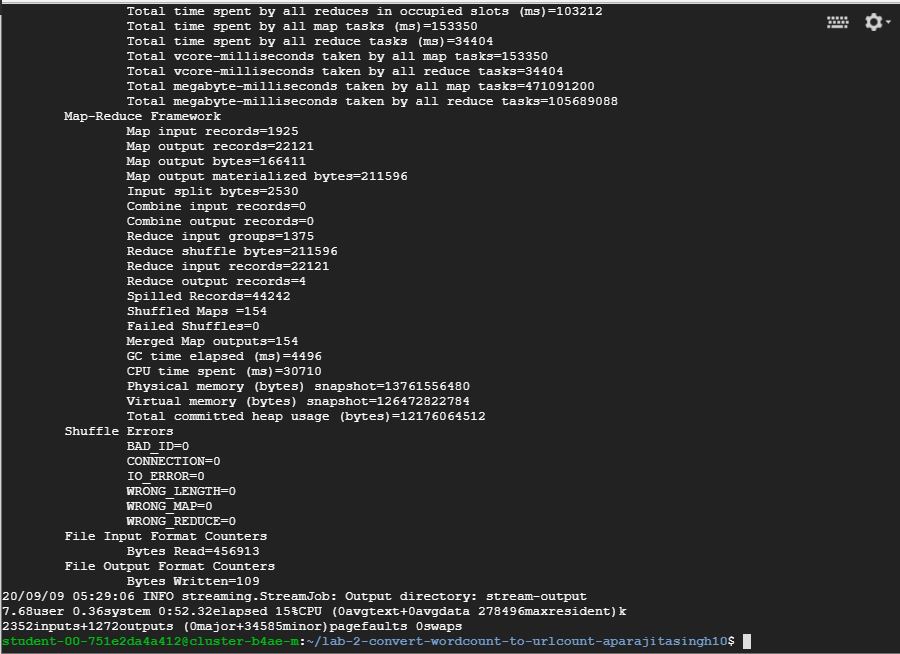 Total time spent by all reduces in occupied slots (ms)=103212
Total time spent by all map tasks (ms)=153350
Total time spent by all reduce tasks (ms)=34404
Total vcore-milliseconds taken by all map tasks=153350
Total vcore-milliseconds taken by all reduce tasks=34404
Total megabyte-milliseconds taken by all map tasks=471091200
Total megabyte-milliseconds taken by all reduce tasks=105689088
Map-Reduce Framework
Map input records=1925
Map output records=22121
Map output bytes=166411
Map output materialized bytes=211596
Input split bytes=2530
Combine input records=0
Combine output records=0
Reduce input groups=1375
Reduce shuffle bytes=211596
Reduce input records=22121
Reduce output records=4
Spilled Records=44242
Shuffled Maps =154
Failed Shuffles=0
Merged Map outputs=154
GC time elapsed (ms)=4496
CPU time spent (ms)=30710
Physical memory (bytes) snapshot=13761556480
Virtual memory (bytes) snapshot=126472822784
Total committed heap usage (bytes)=12176064512
Shuffle Errors
BAD_ID=0
CONNECTION=0
IO_ERROR=0
WRONG_LENGTH=0
WRONG_MAP=0
WRONG_REDUCE=0
File Input Format Counters
Bytes Read=456913
File Output Format Counters
Bytes Written=109
20/09/09 05:29:06 INFO streaming.StreamJob: Output directory: stream-output
7.68user 0.36system 0:52.32elapsed 15%CPU (0avgtext+0avgdata 278496maxresident)k
2352inputs+1272outputs (0major+34585minor)pagefaults 0swaps
student-00-751e2da4a412@cluster-b4ae-m:~/lab-2-convert-wordcount-to-urlcount-aparajitasingh10$